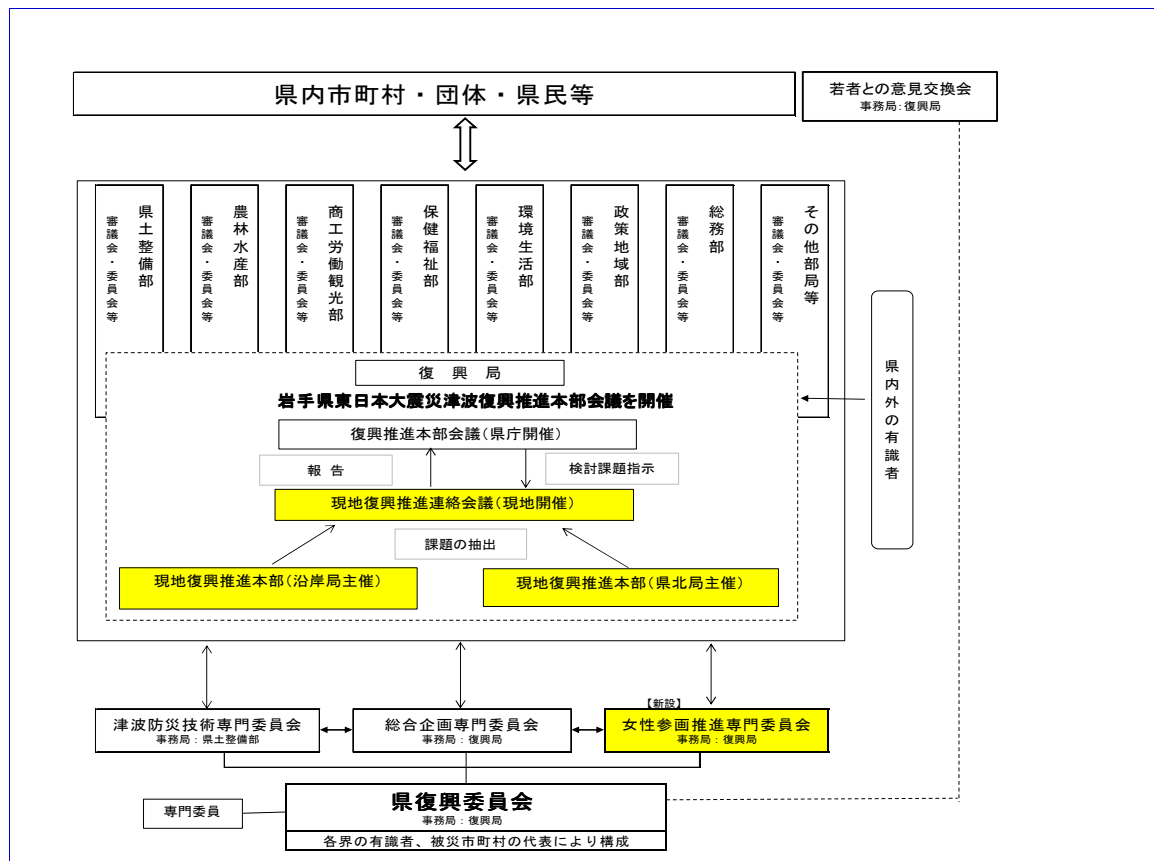 県内市町村・団体・県民等
若者との意見交換会
事務局：復興局
県土整備部
審議会・委員会等
農林水産部
審議会・委員会等
商工労働観光部
審議会・委員会等
保健福祉部
審議会・委員会等
環境生活部
審議会・委員会等
政策地域部
審議会・委員会等
総務部
審議会・委員会等
その他部局等
審議会・委員会等
県内外の有識者
復興局
岩手県東日本大震災津波復興推進本部会議を開催
復興推進本部会議（県庁開催）
報告
検討課題指示
現地復興推進連絡会議（現地開催）
課題の抽出
現地復興推進本部（沿岸局主催）
現地復興推進本部（県北局主催）
【新設】
津波防災技術専門委員会
事務局：県土整備部
総合企画専門委員会
事務局：復興局
女性参画推進専門委員会
事務局：復興局
専門委員
県復興委員会
事務局：復興局
各界の有識者、被災市町村の代表により構成